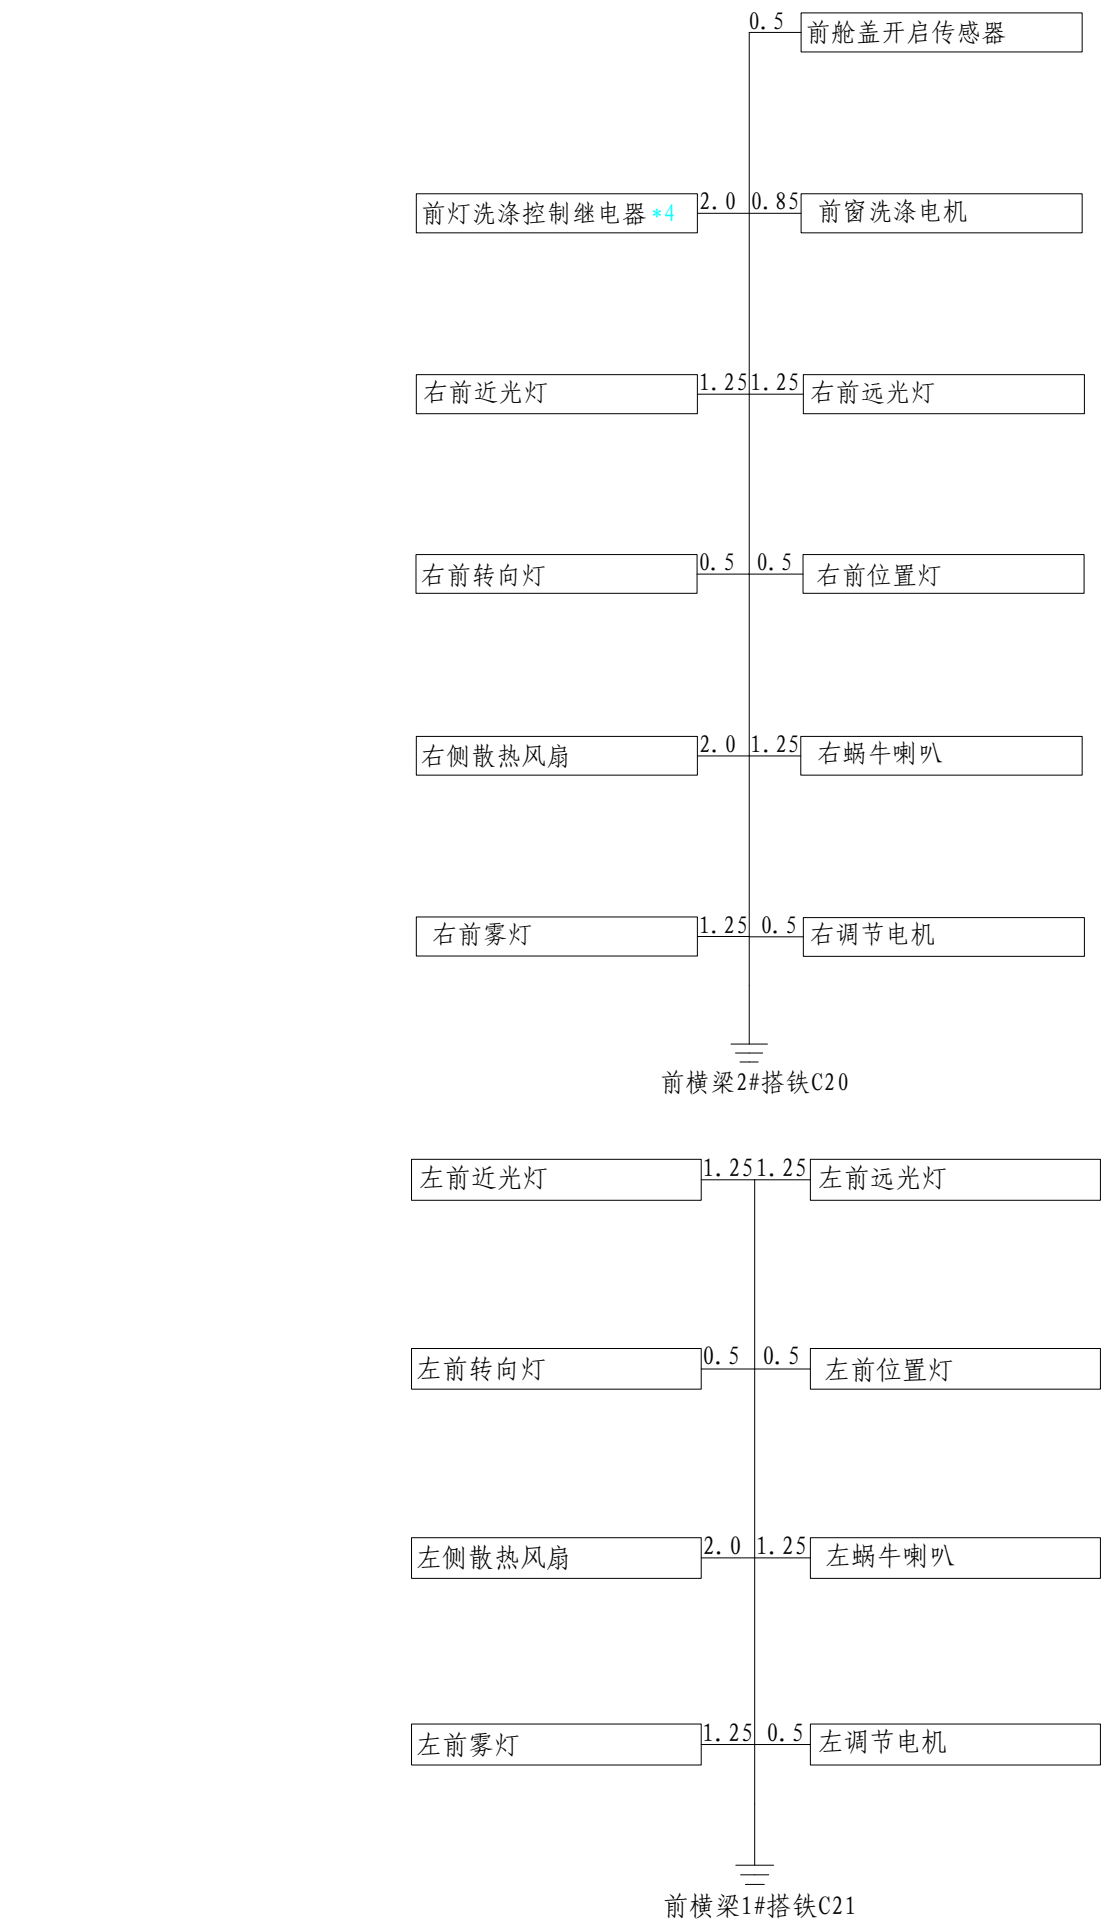 0.5 前舱盖开启传感器
前灯洗涤控制继电器*4 2.0 0.85 前窗洗涤电机
右前近光灯 1.25 1.25 右前远光灯
右前转向灯 0.5 0.5 右前位置灯
右侧散热风扇 2.0 1.25 右蜗牛喇叭
右前雾灯 1.25 0.5 右调节电机
前横梁2#搭铁C20
左前近光灯 1.25 1.25 左前远光灯
左前转向灯 0.5 0.5 左前位置灯
左侧散热风扇 2.0 1.25 左蜗牛喇叭
左前雾灯 1.25 0.5 左调节电机
前横梁1#搭铁C21